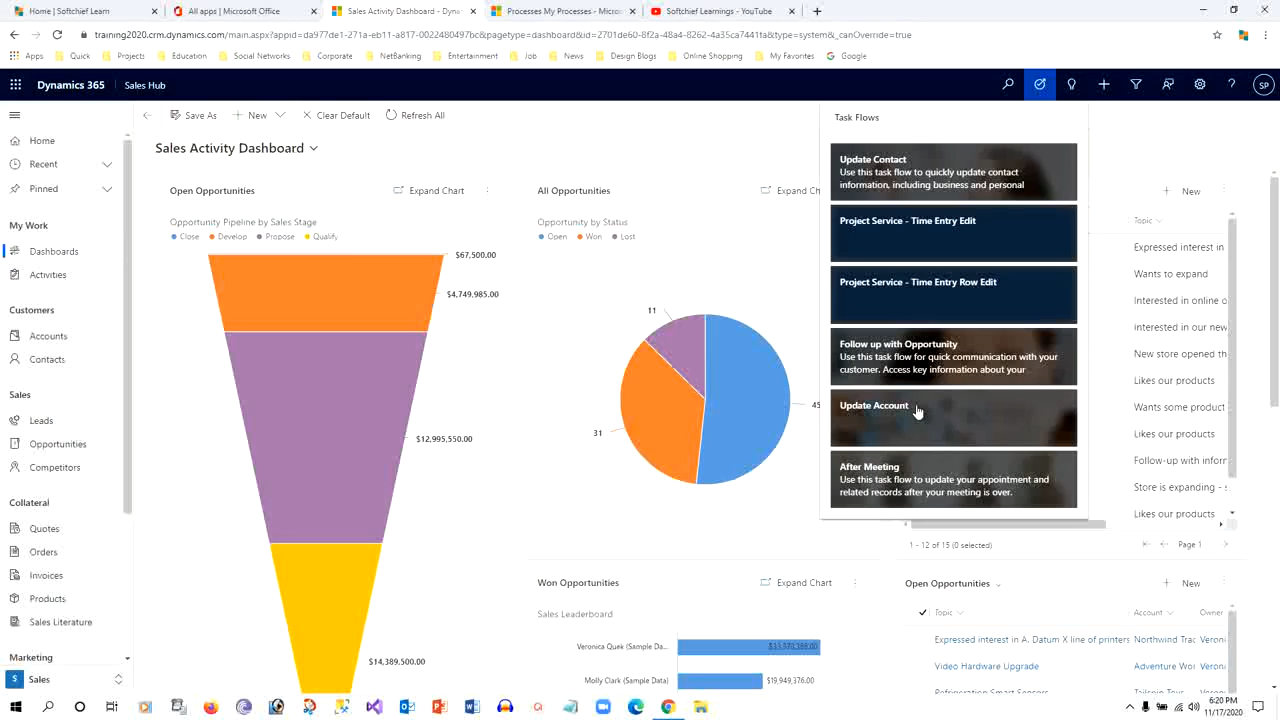 Softchief Learn
All apps | Microsoft Office
Sales Activity Dashboard - Dyn
Processes My Processes - Micros
Softchief Learnings - YouTube
training2020.crm.dynamics.com/main.aspx?appid=da977de1-271a-eb11-a817-0022480497bc&pagetype=dashboard&id=2701de60-8f2a-48a4-8262-4a35ca7441fa&type=system&_canOverride=true
Apps Quick Projects Education Social Networks Corporate NetBanking Entertainment Job News Design Blogs Online Shopping My Favorites Google
Dynamics 365 Sales Hub SP
Save As New Clear Default Refresh All
Home
Recent
Pinned
My Work
Dashboards
Activities
Customers
Accounts
Contacts
Sales
Leads
Opportunities
Competitors
Collateral
Quotes
Orders
Invoices
Products
Sales Literature
Marketing
S Sales
Sales Activity Dashboard
Open Opportunities Expand Chart
Opportunity Pipeline by Sales Stage
Close Develop Propose Qualify
$67,500.00
$4,749,985.00
$12,995,550.00
$14,389,500.00
All Opportunities Expand Ch
Opportunity by Status
Open Won Lost
11
45
31
Task Flows
Update Contact
Use this task flow to quickly update contact
information, including business and personal
Project Service - Time Entry Edit
Project Service - Time Entry Row Edit
Follow up with Opportunity
Use this task flow for quick communication with your
customer. Access key information about your
Update Account
After Meeting
Use this task flow to update your appointment and
related records after your meeting is over.
New
Topic
Expressed interest in
Wants to expand
Interested in online o
Interested in our new
New store opened th
Likes our products
Wants some product
Likes our products
Follow-up with inforr
Store is expanding - s
Likes our products
1 - 12 of 15 (0 selected) Page 1
Won Opportunities Expand Chart
Sales Leaderboard
Veronica Quek (Sample Da...
Molly Clark (Sample Data) $19,949,376.00
Open Opportunities New
Topic Account Owner
Expressed interest in A. Datum X line of printers Northwind Trac Veroni
Video Hardware Upgrade Adventure Wor Veroni
Refrigeration Smart Sensors Tailspin Toys Veroni
6:20 PM
11/17/2020